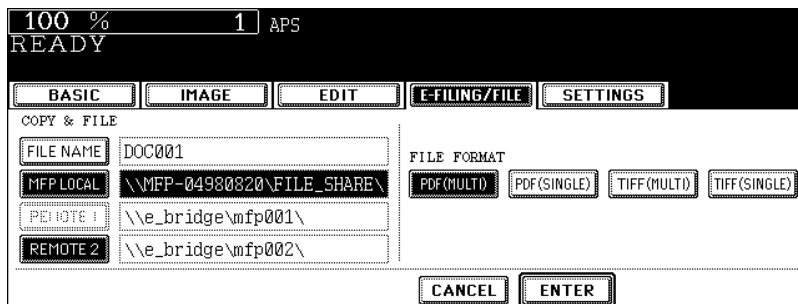 100 % 1 APS
READY
BASIC IMAGE EDIT E-FILING/FILE SETTINGS
COPY & FILE
FILE NAME DOC001
FILE FORMAT
MFP LOCAL \\MFP-04980820\FILE_SHARE\
PDF(MULTI) PDF(SINGLE) TIFF(MULTI) TIFF(SINGLE)
REMOTE 1 \\e_bridge\mfp001\
REMOTE 2 \\e_bridge\mfp002\
CANCEL ENTER